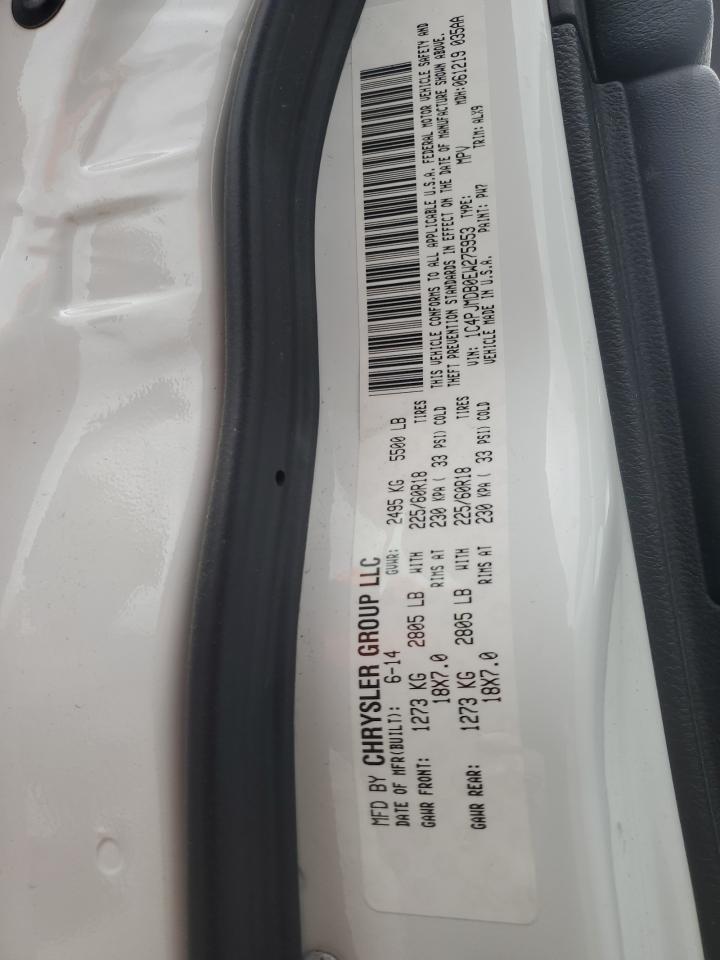 MFD BY CHRYSLER GROUP LLC
DATE OF MFR(BUILT): 6-14 GVWR: 2495 KG 5500 LB
GAWR FRONT: 1273 KG 2805 LB WITH 225/60R18 TIRES
18X7.0 RIMS AT 230 KPA ( 33 PSI) COLD
GAWR REAR: 1273 KG 2805 LB WITH 225/60R18 TIRES
18X7.0 RIMS AT 230 KPA ( 33 PSI) COLD
THIS VEHICLE CONFORMS TO ALL APPLICABLE U.S.A. FEDERAL MOTOR VEHICLE SAFETY AND
THEFT PREVENTION STANDARDS IN EFFECT ON THE DATE OF MANUFACTURE SHOWN ABOVE.
VIN: 1C4PJMDB0EW275953 TYPE: MPV MDH:061219 035AA
VEHICLE MADE IN U.S.A. PAINT: PW7 TRIM: ALX9